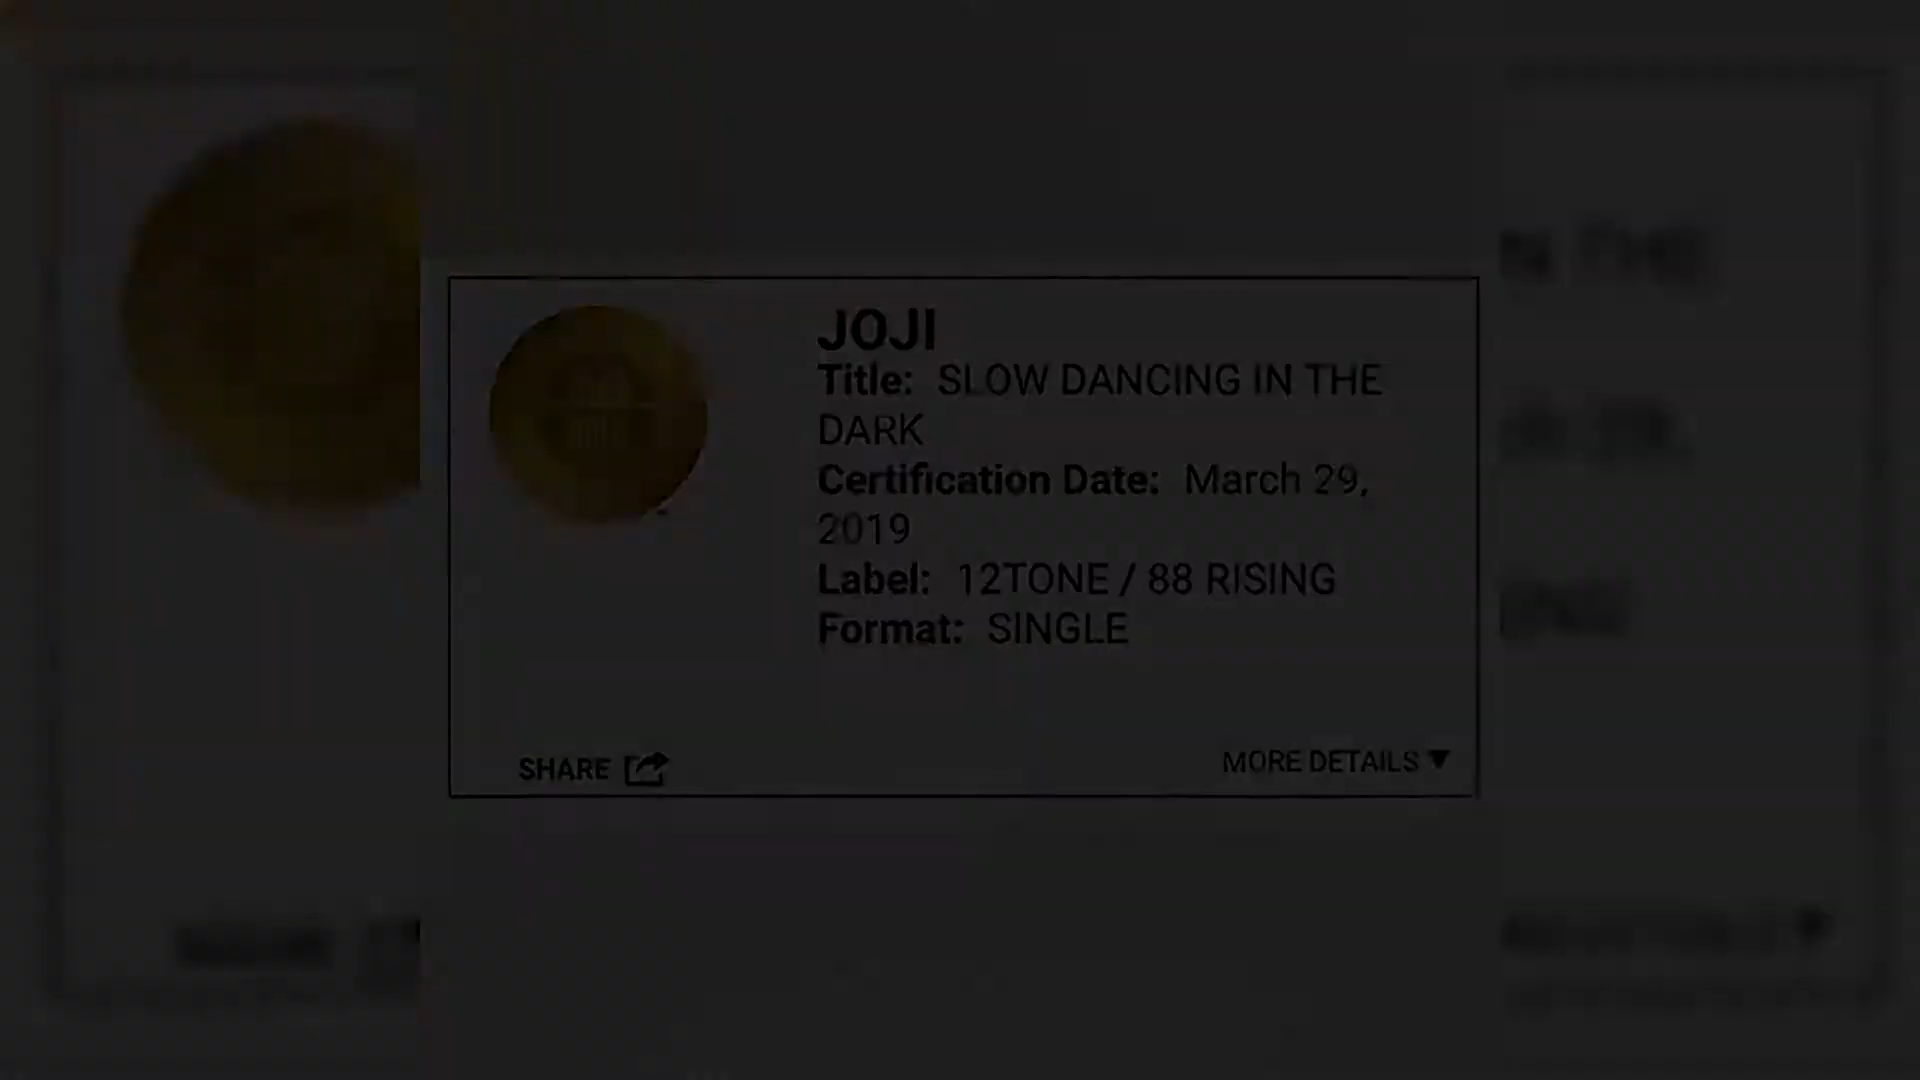 JOJI
Title: SLOW DANCING IN THE
DARK
Certification Date: March 29,
2019
Label: 12TONE / 88 RISING
Format: SINGLE
SHARE
MORE DETAILS ▼